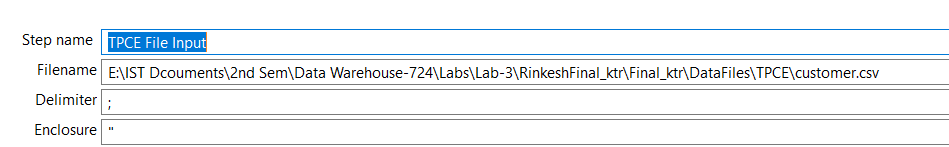 Step name TPCE File Input
Filename E:\IST Dcouments\2nd Sem\Data Warehouse-724\Labs\Lab-3\RinkeshFinal_ktr\Final_ktr\DataFiles\TPCE\customer.csv
Delimiter ;
Enclosure "